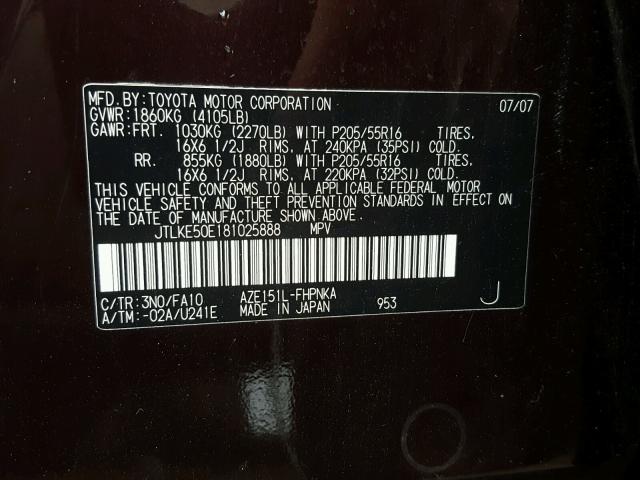 MFD.BY:TOYOTA MOTOR CORPORATION 07/07
GVWR:1860KG (4105LB)
GAWR:FRT. 1030KG (2270LB) WITH P205/55R16 TIRES.
16X6 1/2J RIMS. AT 240KPA (35PSI) COLD.
RR. 855KG (1880LB) WITH P205/55R16 TIRES.
16X6 1/2J RIMS. AT 220KPA (32PSI) COLD.
THIS VEHICLE CONFORMS TO ALL APPLICABLE FEDERAL MOTOR
VEHICLE SAFETY AND THEFT PREVENTION STANDARDS IN EFFECT ON
THE DATE OF MANUFACTURE SHOWN ABOVE.
JTLKE50E181025888 MPV
C/TR:3N0/FA10 AZE151L-FHPNKA
A/TM:-02A/U241E MADE IN JAPAN 953 J